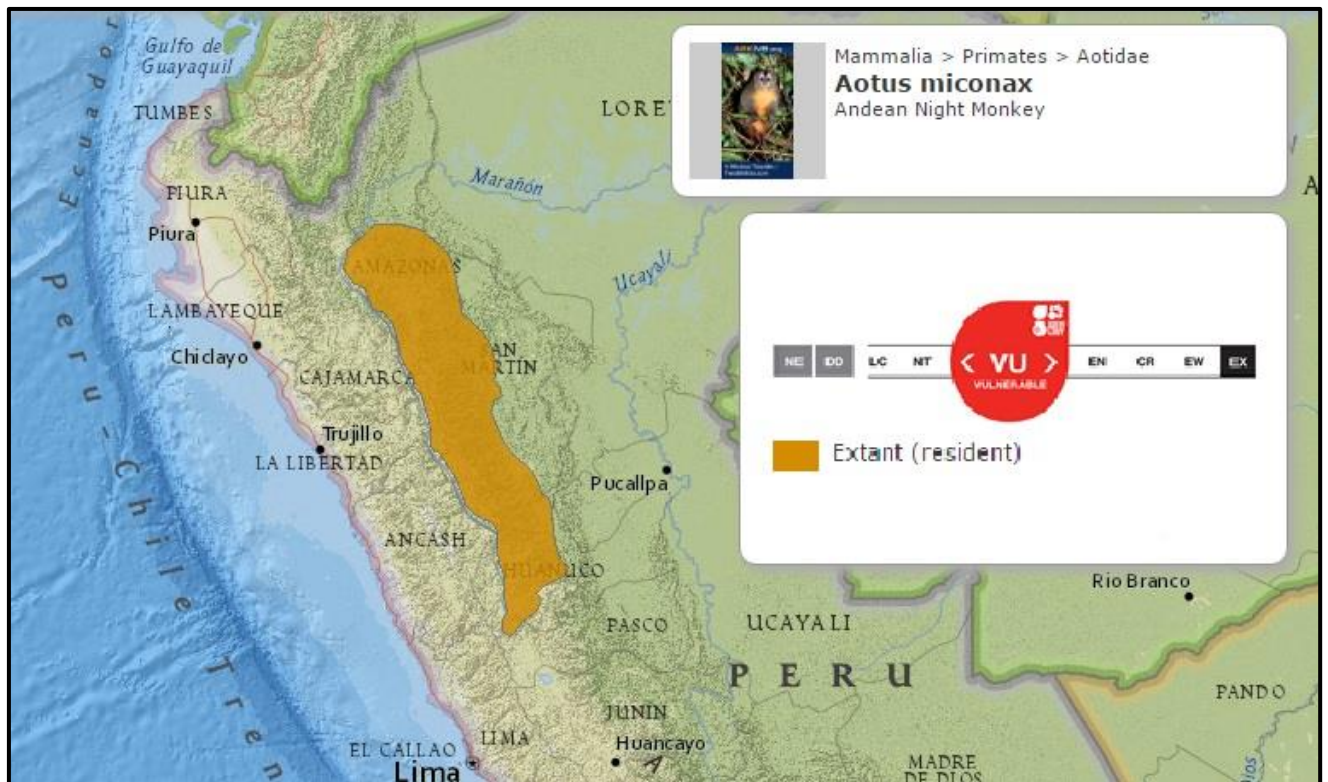 Gulfo de
Guayaquil
TUMBES
Ecuador
LORE
PIURA
Piura
Marañón
Ucayali
AMAZONAS
LAMBAYEQUE
Chiclayo
SAN
MARTIN
CAJAMARCA
Trujillo
LA LIBERTAD
Pucallpa
ANCASH
HUANUCO
PASCO
UCAYALI
PERU
Rio Branco
PANDO
JUNIN
Huancayo
LIMA
EL CALLAO
Lima
MADRE
DE DIOS
Peru-Chile Tren
A
Mammalia > Primates > Aotidae
Aotus miconax
Andean Night Monkey
NE DD LC NT < VU > EN CR EW EX
VULNERABLE
Extant (resident)